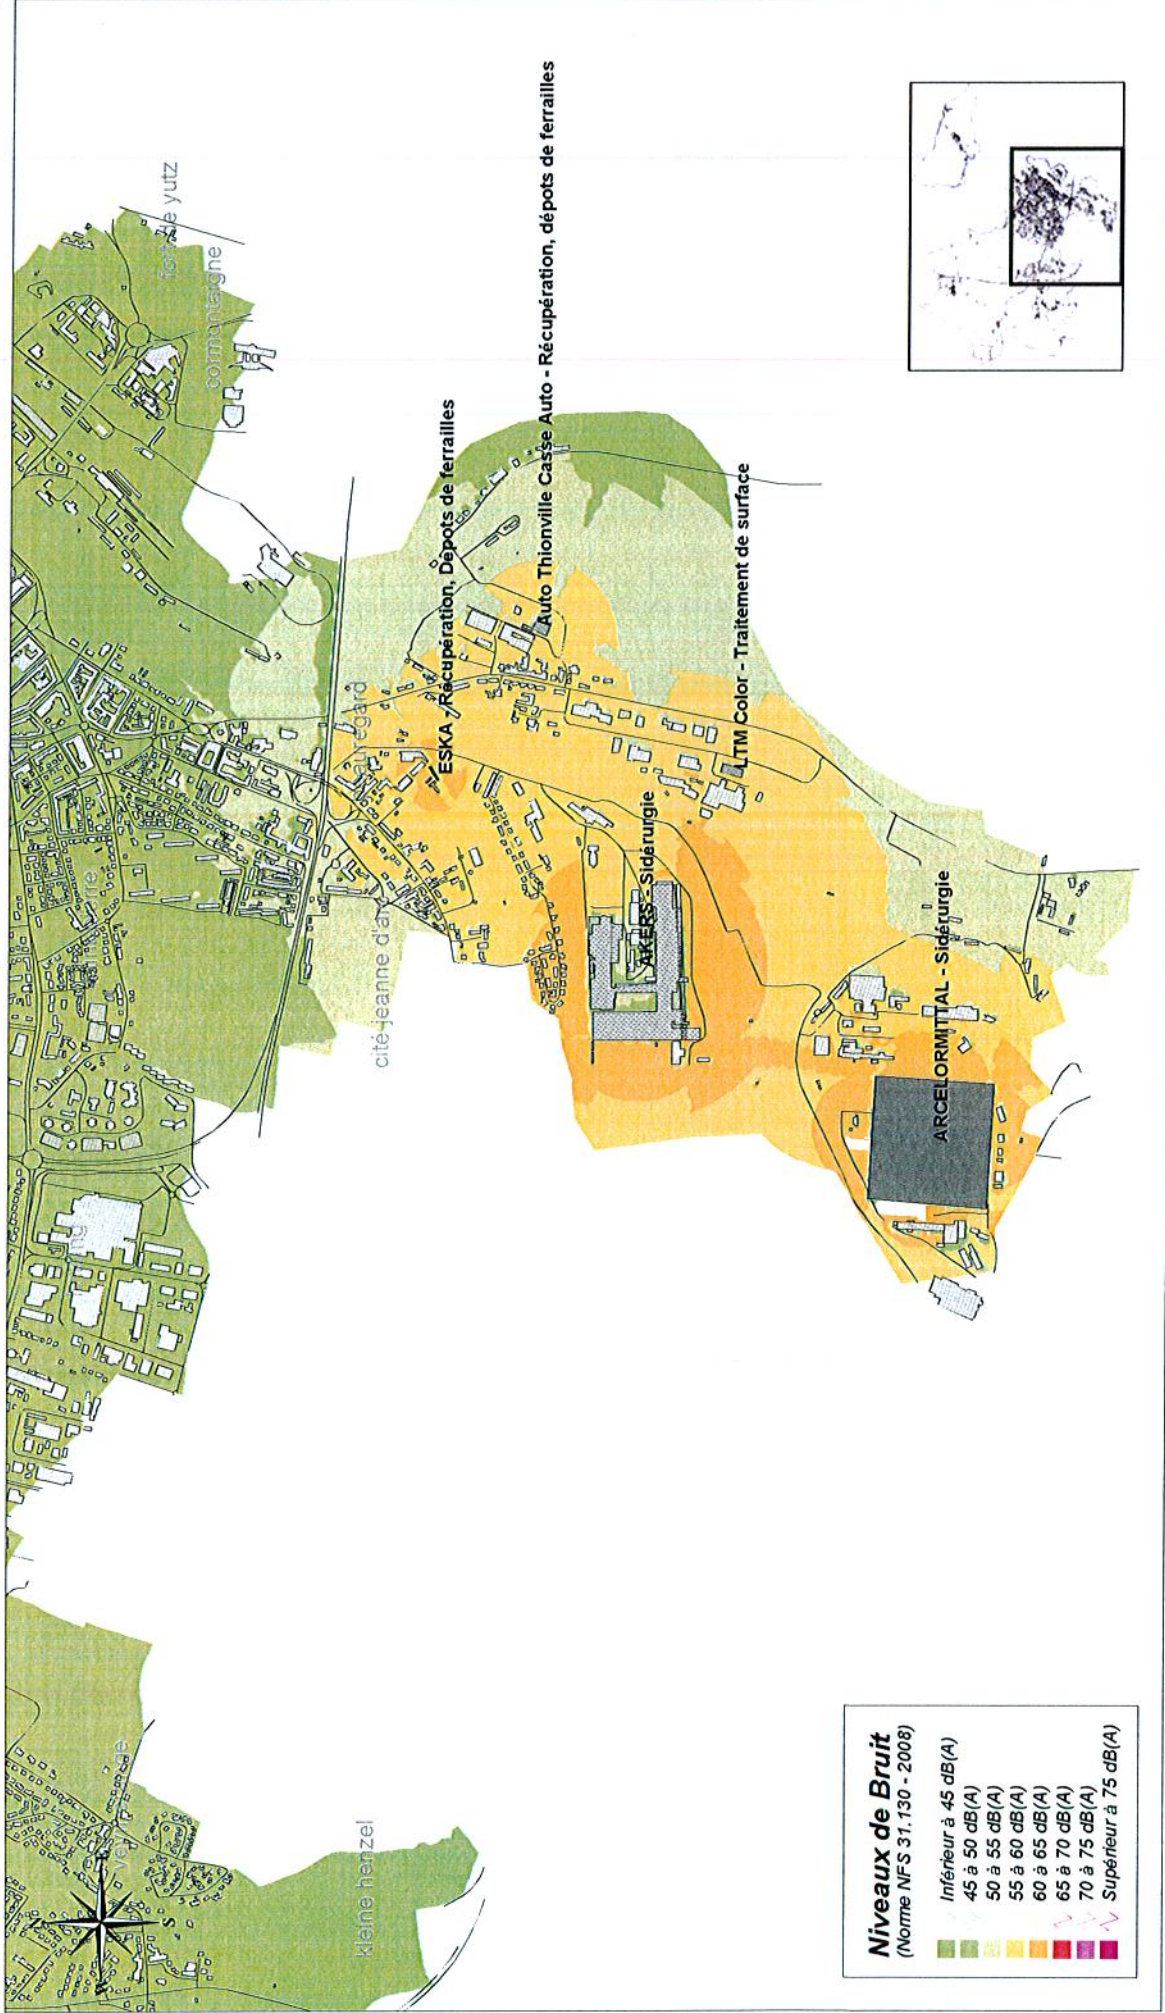 fort de yutz
cormontaigne
Auto Thionville Casse Auto - Récupération, dépots de ferrailles
ESKA - Récupération, Dépots de ferrailles
LTM Color - Traitement de surface
beauregard
AKERS - Sidérurgie
cité jeanne d'arc
ARCELORMITTAL - Sidérurgie
kleine henzel
S
Niveaux de Bruit
(Norme NFS 31.130 - 2008)
Inférieur à 45 dB(A)
45 à 50 dB(A)
50 à 55 dB(A)
55 à 60 dB(A)
60 à 65 dB(A)
65 à 70 dB(A)
70 à 75 dB(A)
Supérieur à 75 dB(A)